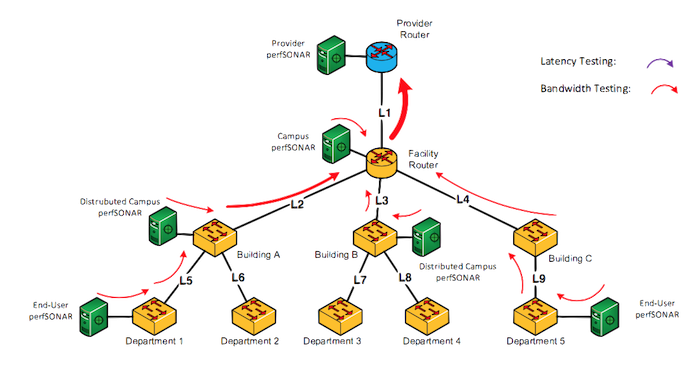 Provider
Router
Provider
perfSONAR
Latency Testing:
Bandwidth Testing:
L1
Campus
perfSONAR
Facility
Router
Distrubuted Campus
perfSONAR
L2
L3
L4
Building A
Building B
Building C
Distributed Campus
perfSONAR
L5
L6
L7
L8
L9
End-User
perfSONAR
End-User
perfSONAR
Department 1
Department 2
Department 3
Department 4
Department 5